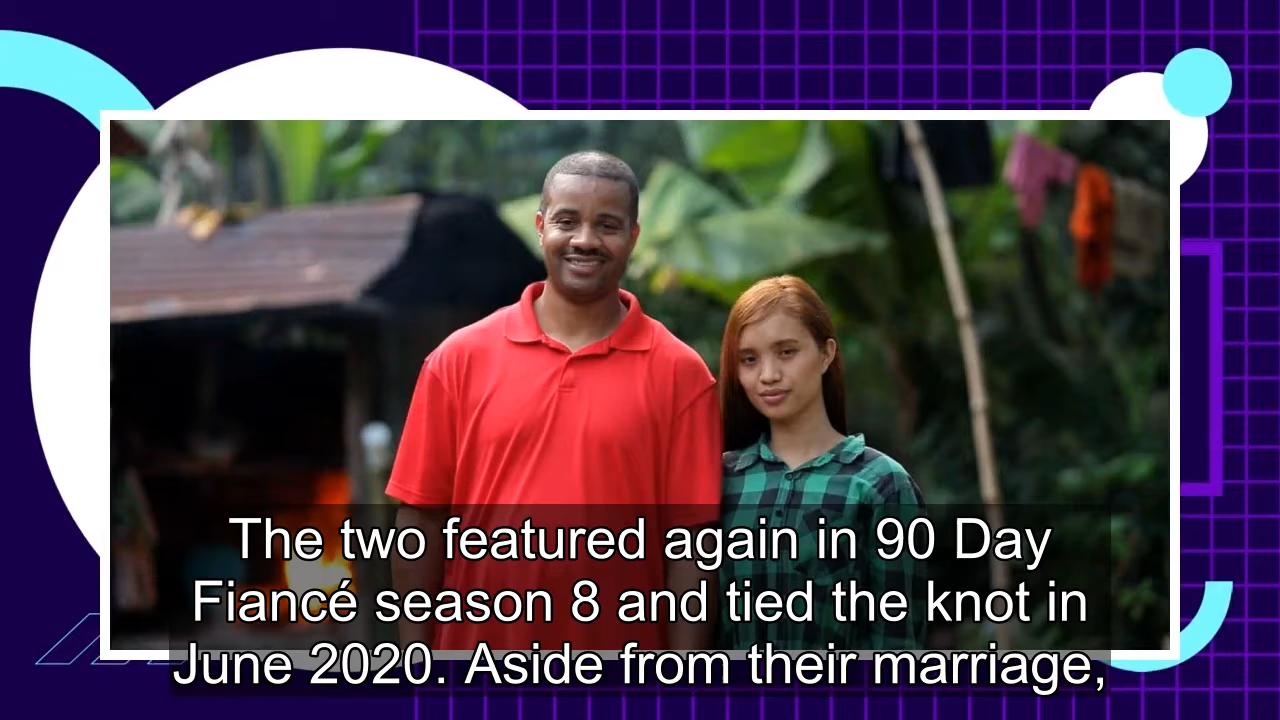 The two featured again in 90 Day
Fiancé season 8 and tied the knot in
June 2020. Aside from their marriage,